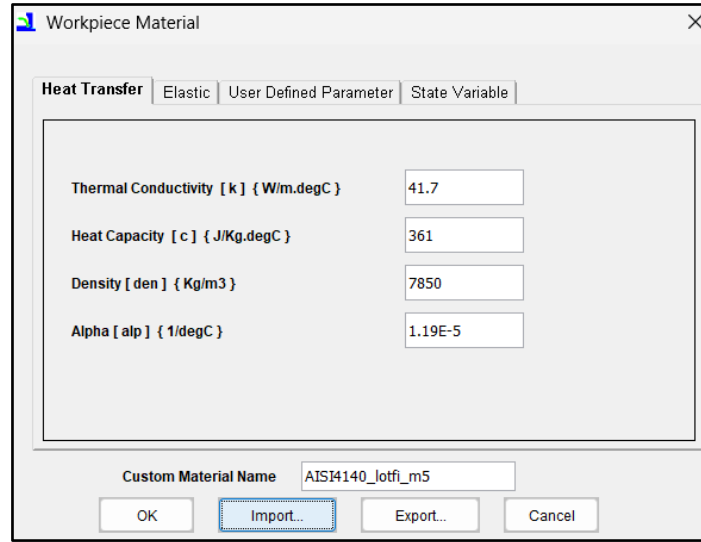 Workpiece Material
Heat Transfer Elastic User Defined Parameter State Variable
Thermal Conductivity [ k ] { W/m.degC } 41.7
Heat Capacity [ c ] { J/Kg.degC } 361
Density [ den ] { Kg/m3 } 7850
Alpha [ alp ] { 1/degC } 1.19E-5
Custom Material Name AISI4140_lotfi_m5
OK Import... Export... Cancel